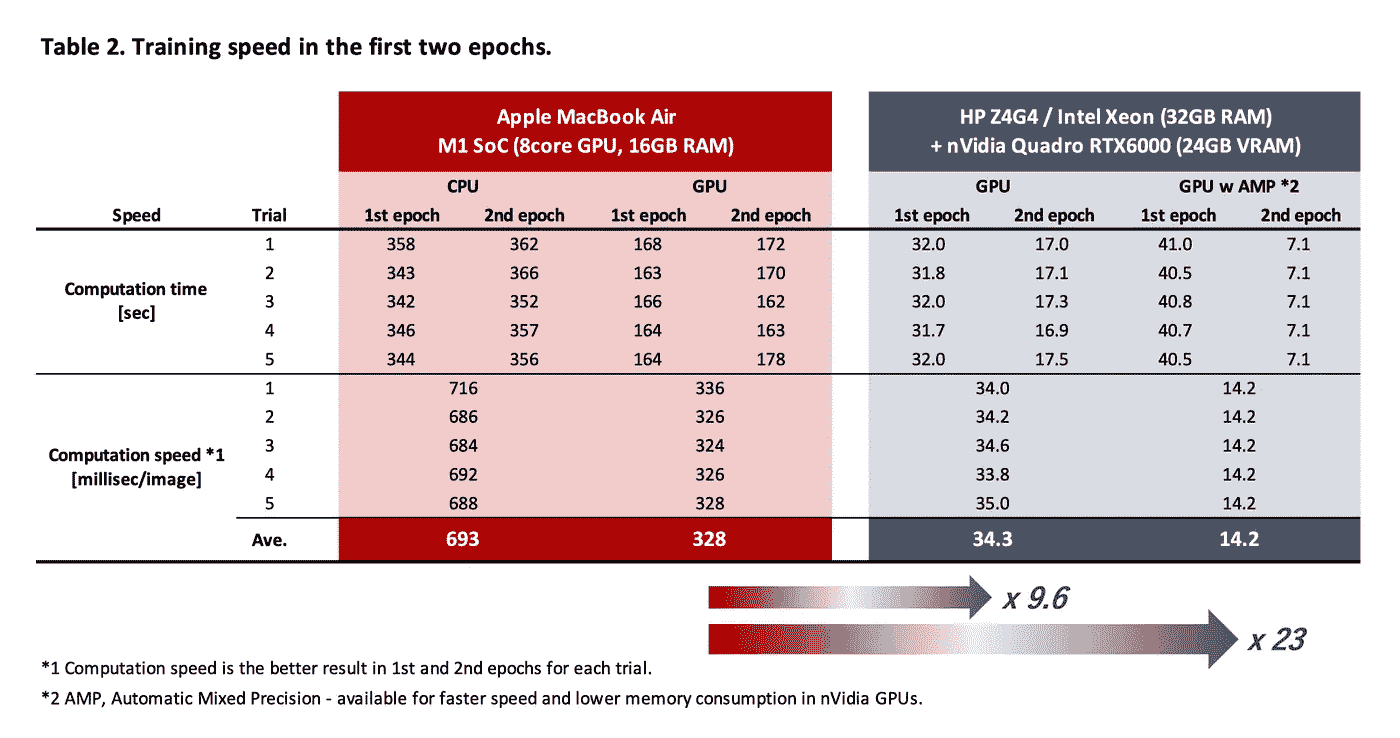 Table 2. Training speed in the first two epochs.
Apple MacBook Air
M1 SoC (8core GPU, 16GB RAM)
HP Z4G4 / Intel Xeon (32GB RAM)
+ nVidia Quadro RTX6000 (24GB VRAM)
CPU GPU GPU GPU w AMP *2
Speed Trial 1st epoch 2nd epoch 1st epoch 2nd epoch 1st epoch 2nd epoch 1st epoch 2nd epoch
Computation time
[sec]
1 358 362 168 172 32.0 17.0 41.0 7.1
2 343 366 163 170 31.8 17.1 40.5 7.1
3 342 352 166 162 32.0 17.3 40.8 7.1
4 346 357 164 163 31.7 16.9 40.7 7.1
5 344 356 164 178 32.0 17.5 40.5 7.1
Computation speed *1
[millisec/image]
1 716 336 34.0 14.2
2 686 326 34.2 14.2
3 684 324 34.6 14.2
4 692 326 33.8 14.2
5 688 328 35.0 14.2
Ave. 693 328 34.3 14.2
x 9.6
x 23
*1 Computation speed is the better result in 1st and 2nd epochs for each trial.
*2 AMP, Automatic Mixed Precision - available for faster speed and lower memory consumption in nVidia GPUs.